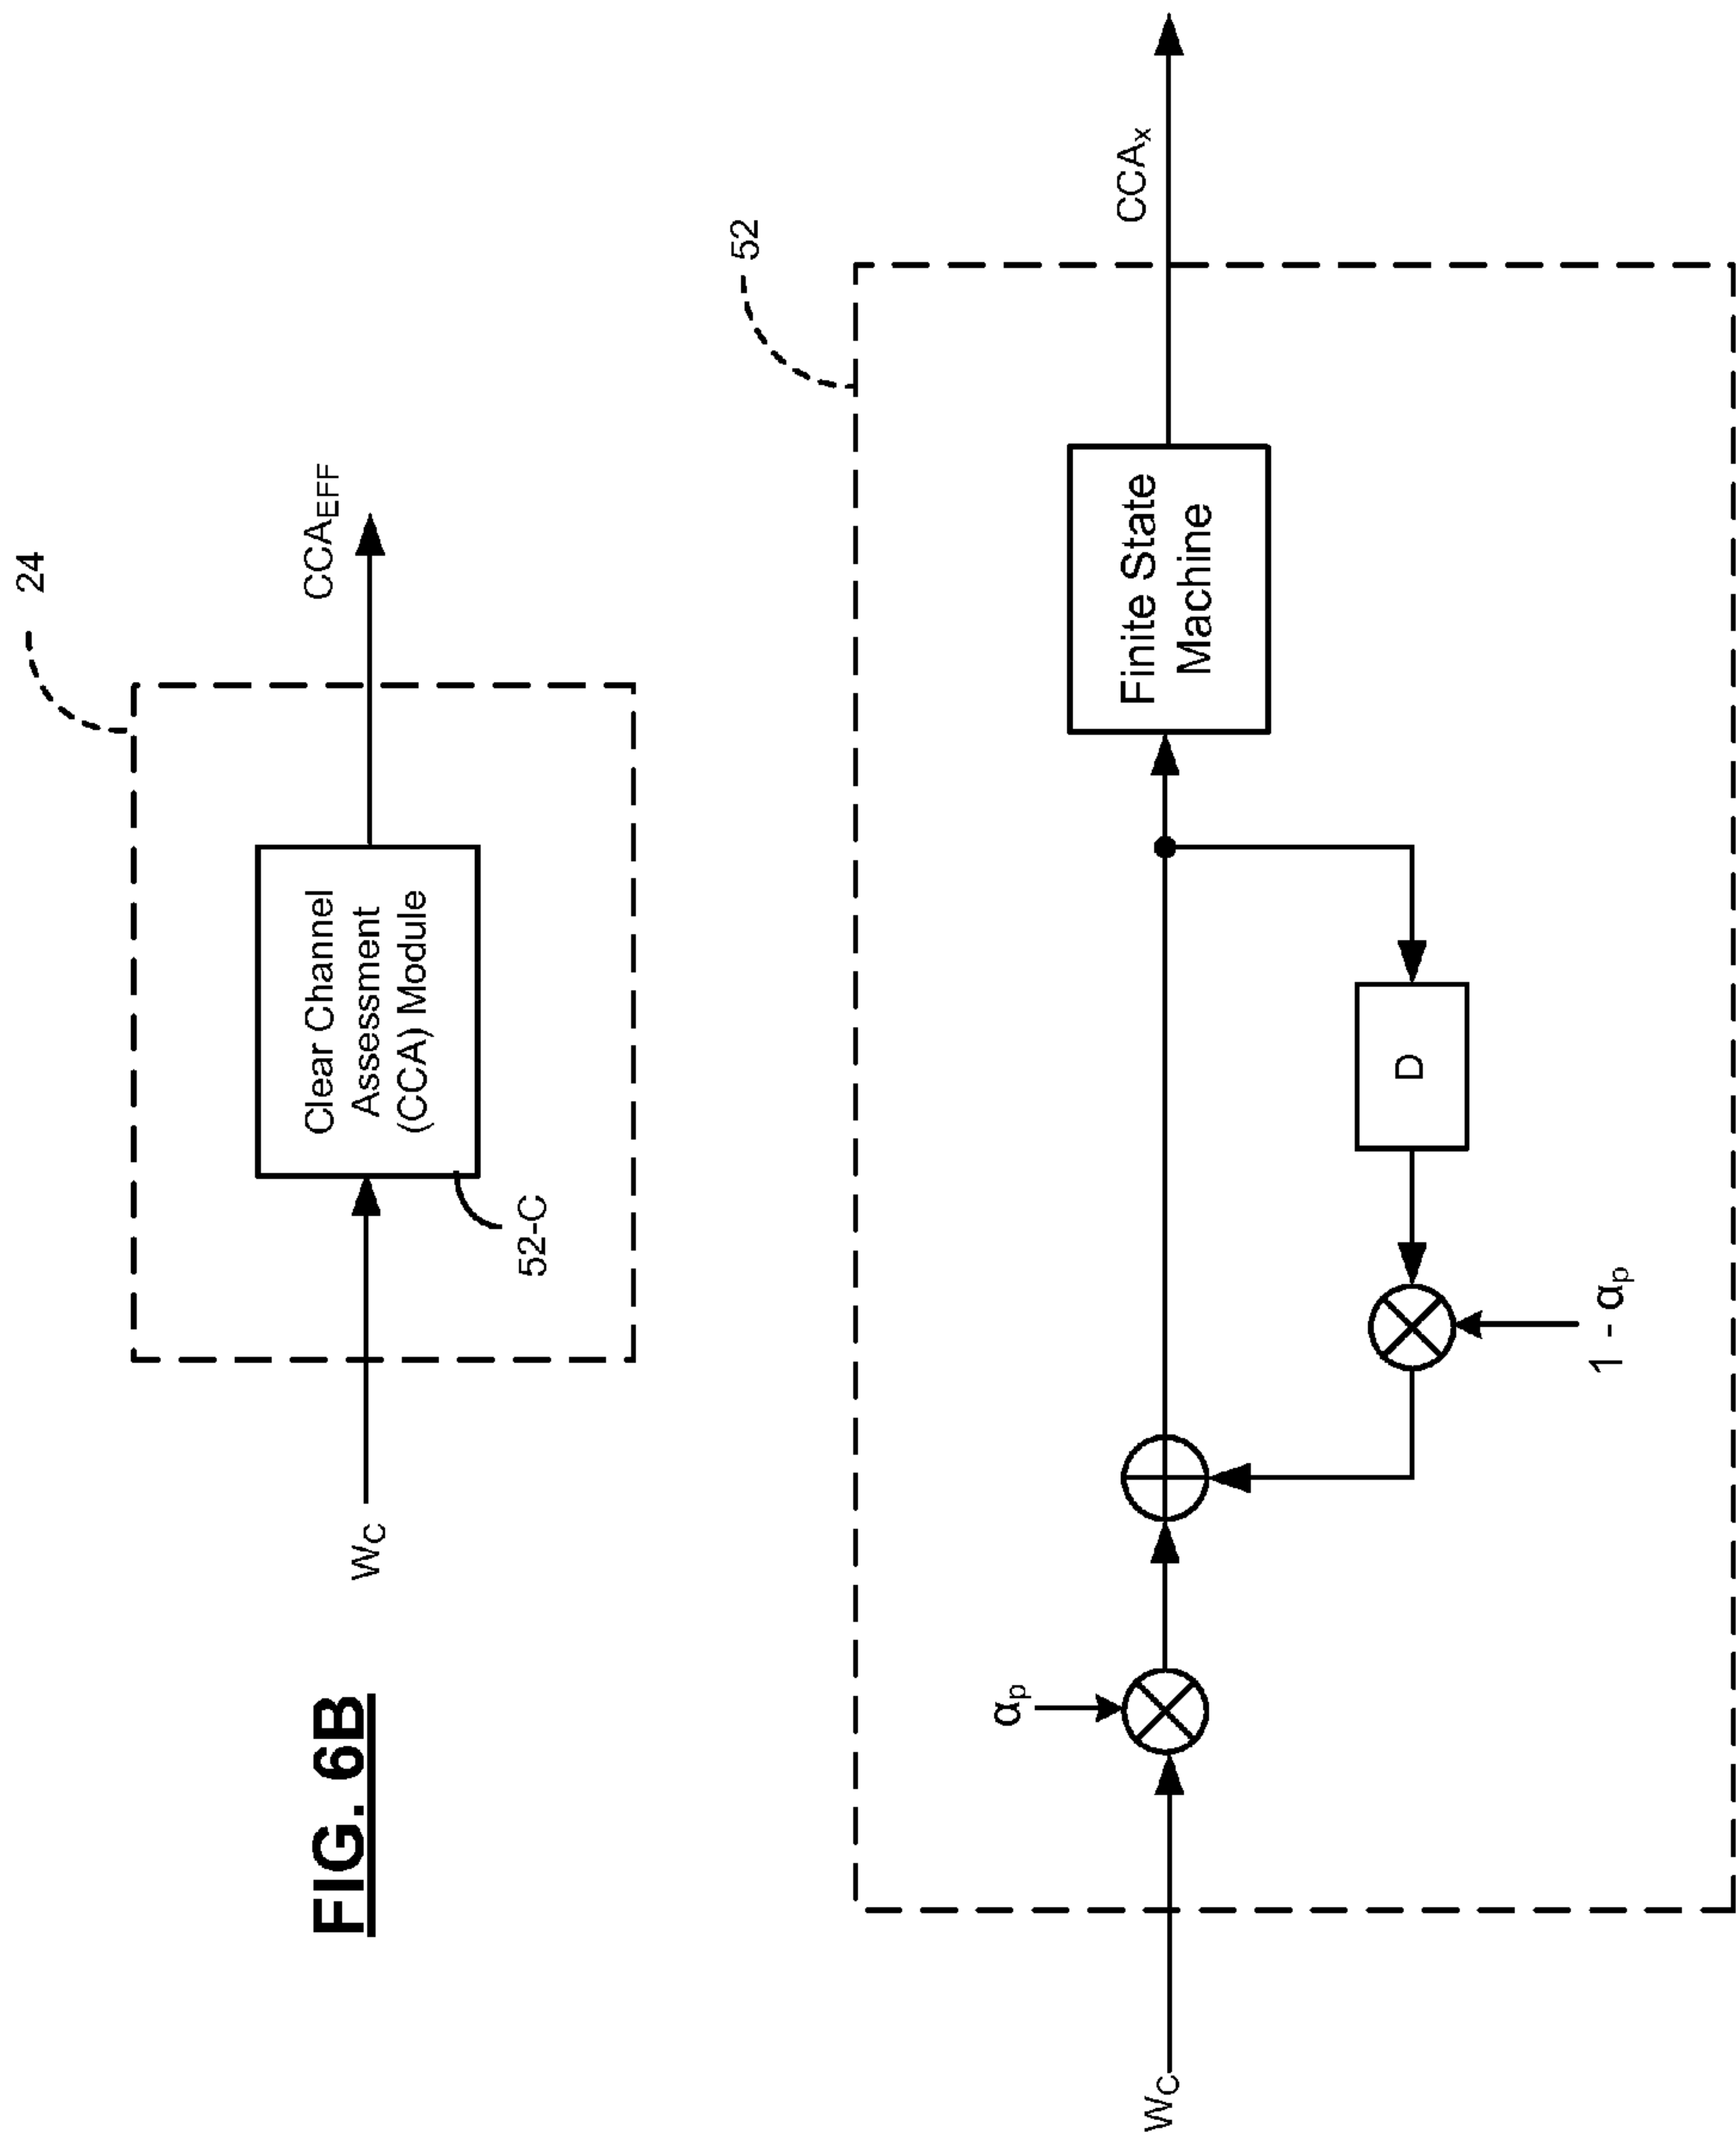 FIG. 6B
24
W_C
Clear Channel
Assessment
(CCA) Module
52-C
CCA_EFF
52
W_C
α_p
Finite State
Machine
CCA_x
D
1 - α_p